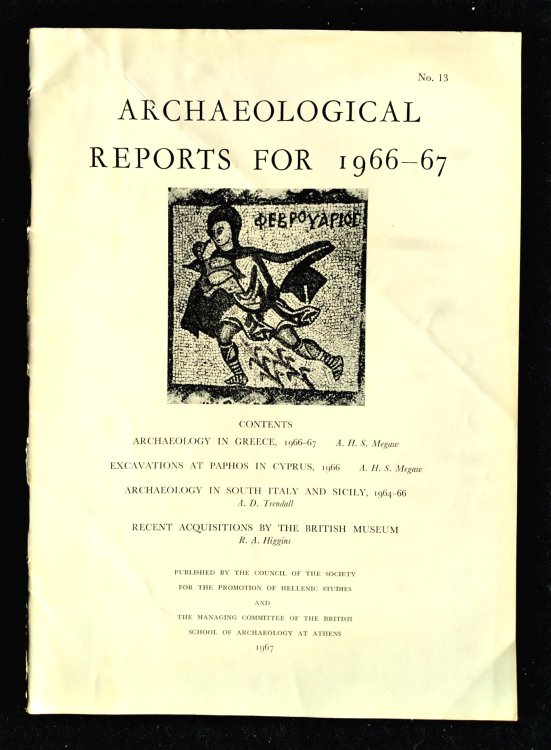 No. 13
ARCHAEOLOGICAL
REPORTS FOR 1966–67
ΦΕΒΡΟΥΑΡΙΟC
CONTENTS
ARCHAEOLOGY IN GREECE, 1966–67 A. H. S. Megaw
EXCAVATIONS AT PAPHOS IN CYPRUS, 1966 A. H. S. Megaw
ARCHAEOLOGY IN SOUTH ITALY AND SICILY, 1964–66
A. D. Trendall
RECENT ACQUISITIONS BY THE BRITISH MUSEUM
R. A. Higgins
PUBLISHED BY THE COUNCIL OF THE SOCIETY
FOR THE PROMOTION OF HELLENIC STUDIES
AND
THE MANAGING COMMITTEE OF THE BRITISH
SCHOOL OF ARCHAEOLOGY AT ATHENS
1967